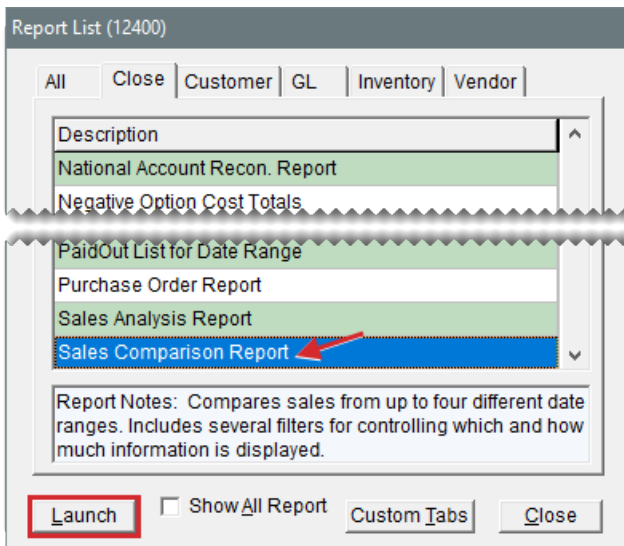 Report List (12400)
All Close Customer GL Inventory Vendor
Description
National Account Recon. Report
Negative Option Cost Totals
PaidOut List for Date Range
Purchase Order Report
Sales Analysis Report
Sales Comparison Report
Report Notes: Compares sales from up to four different date
ranges. Includes several filters for controlling which and how
much information is displayed.
Launch Show All Report Custom Tabs Close